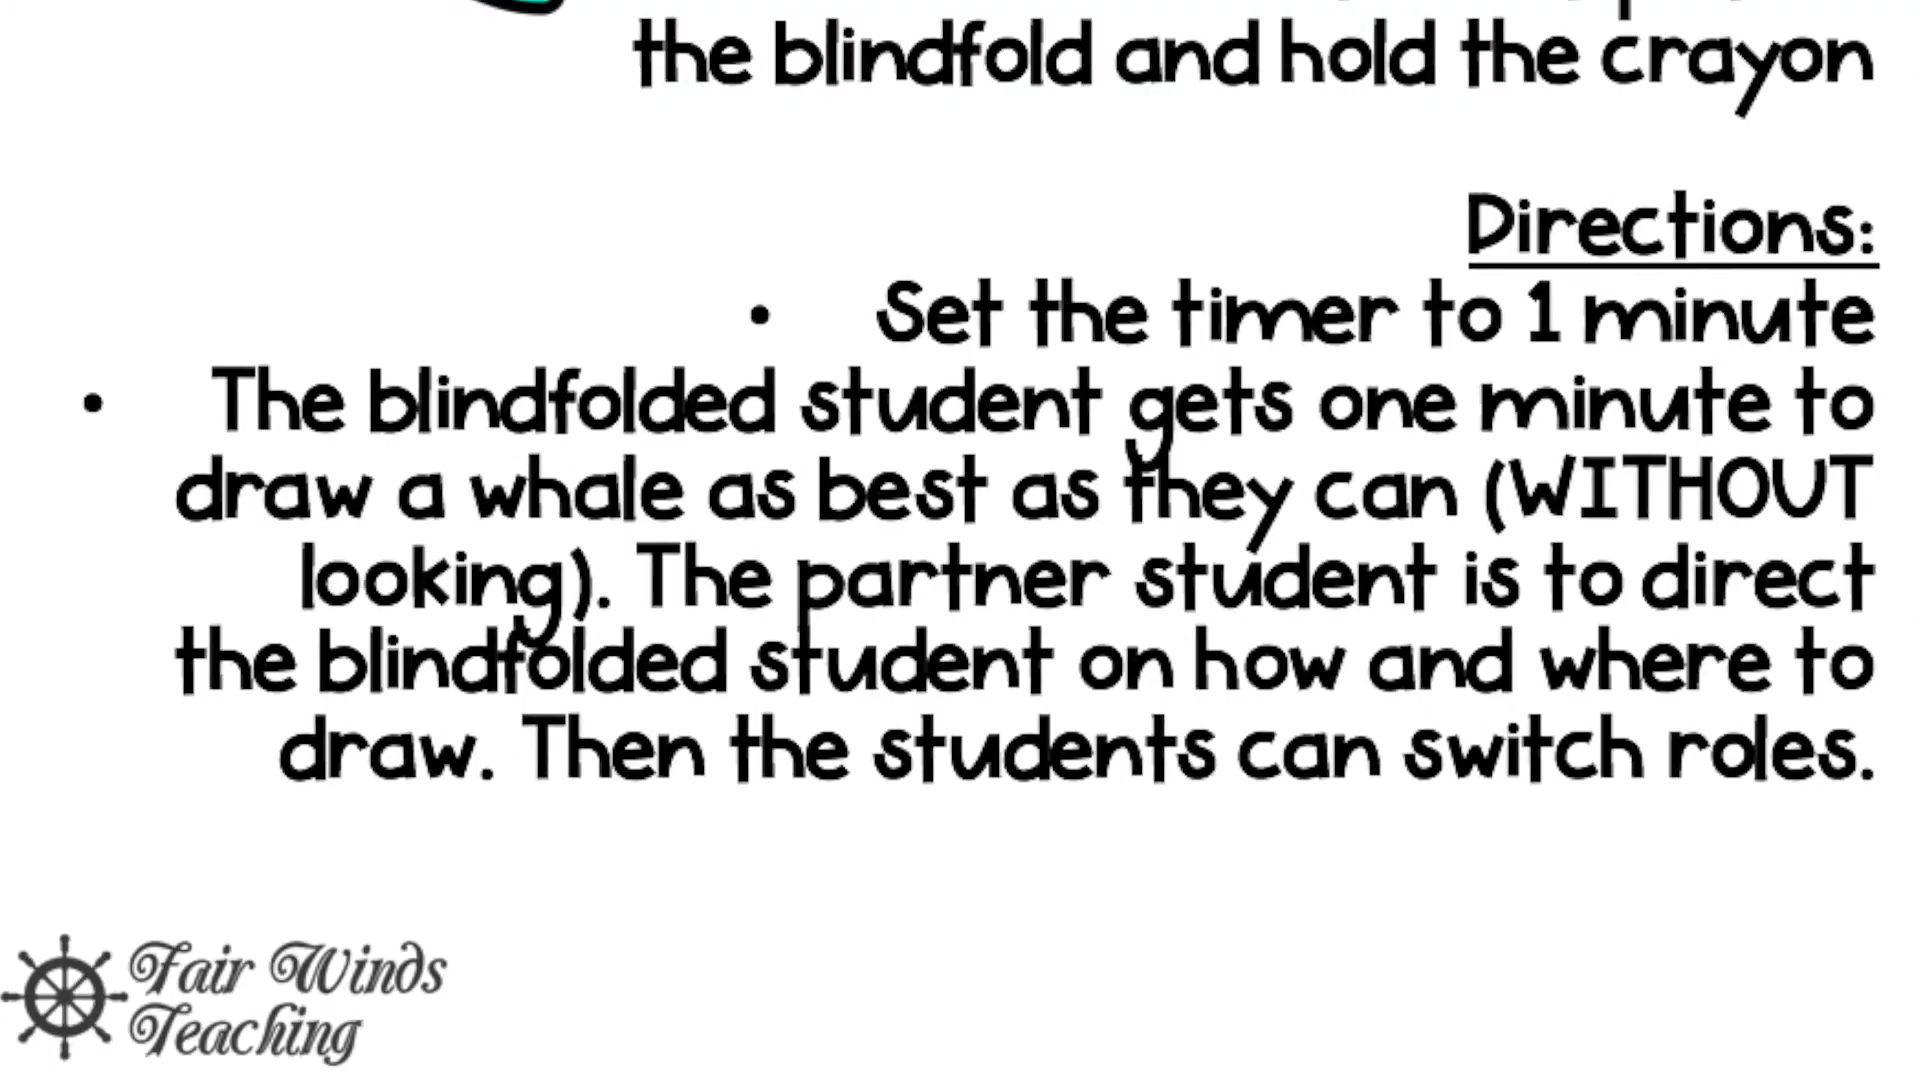 the blindfold and hold the crayon
Directions:
• Set the timer to 1 minute
• The blindfolded student gets one minute to
draw a whale as best as they can (WITHOUT
looking). The partner student is to direct
the blindfolded student on how and where to
draw. Then the students can switch roles.
Fair Winds
Teaching